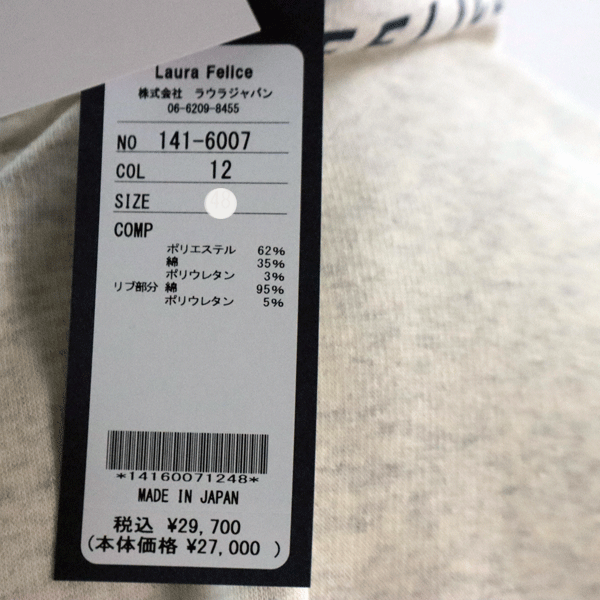 Laura Felice
株式会社 ラウラジャパン
06-6209-8455
NO 141-6007
COL 12
SIZE
COMP
ポリエステル 62%
綿 35%
ポリウレタン 3%
リブ部分 綿 95%
ポリウレタン 5%
*14160071248*
MADE IN JAPAN
税込 ¥29,700
(本体価格 ¥27,000 )